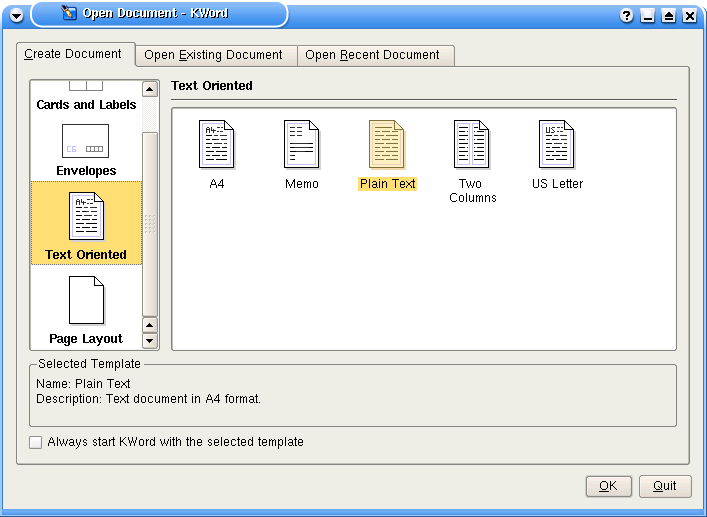 Open Document - KWord
Create Document
Open Existing Document
Open Recent Document
Cards and Labels
C6
Envelopes
A4
Text Oriented
Page Layout
Text Oriented
A4
US
A4
Memo
Plain Text
Two
Columns
US Letter
Selected Template
Name: Plain Text
Description: Text document in A4 format.
Always start KWord with the selected template
OK
Quit